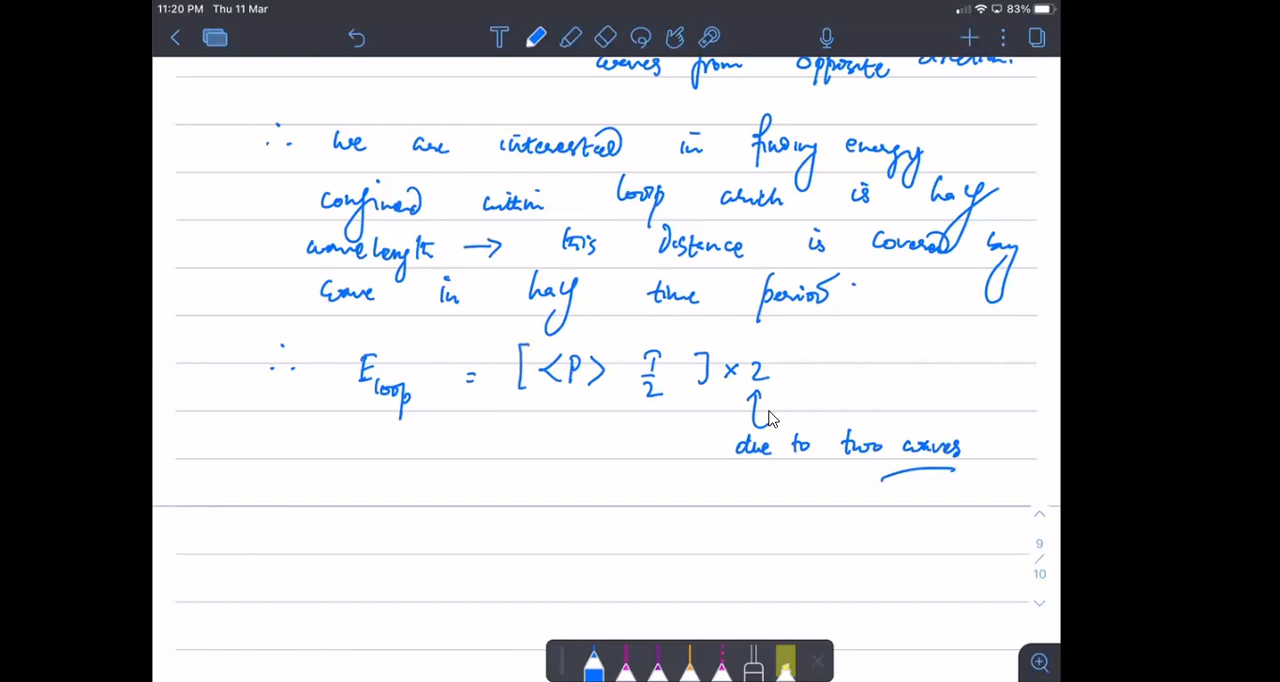 11:20 PM Thu 11 Mar 83%
waves from opposite direction.
∴ We are interested in finding energy
confined within loop which is half
wavelength → this distance is covered by
wave in half time period.
∴ E_loop = [<P> T/2] × 2
due to two waves
9
/
10